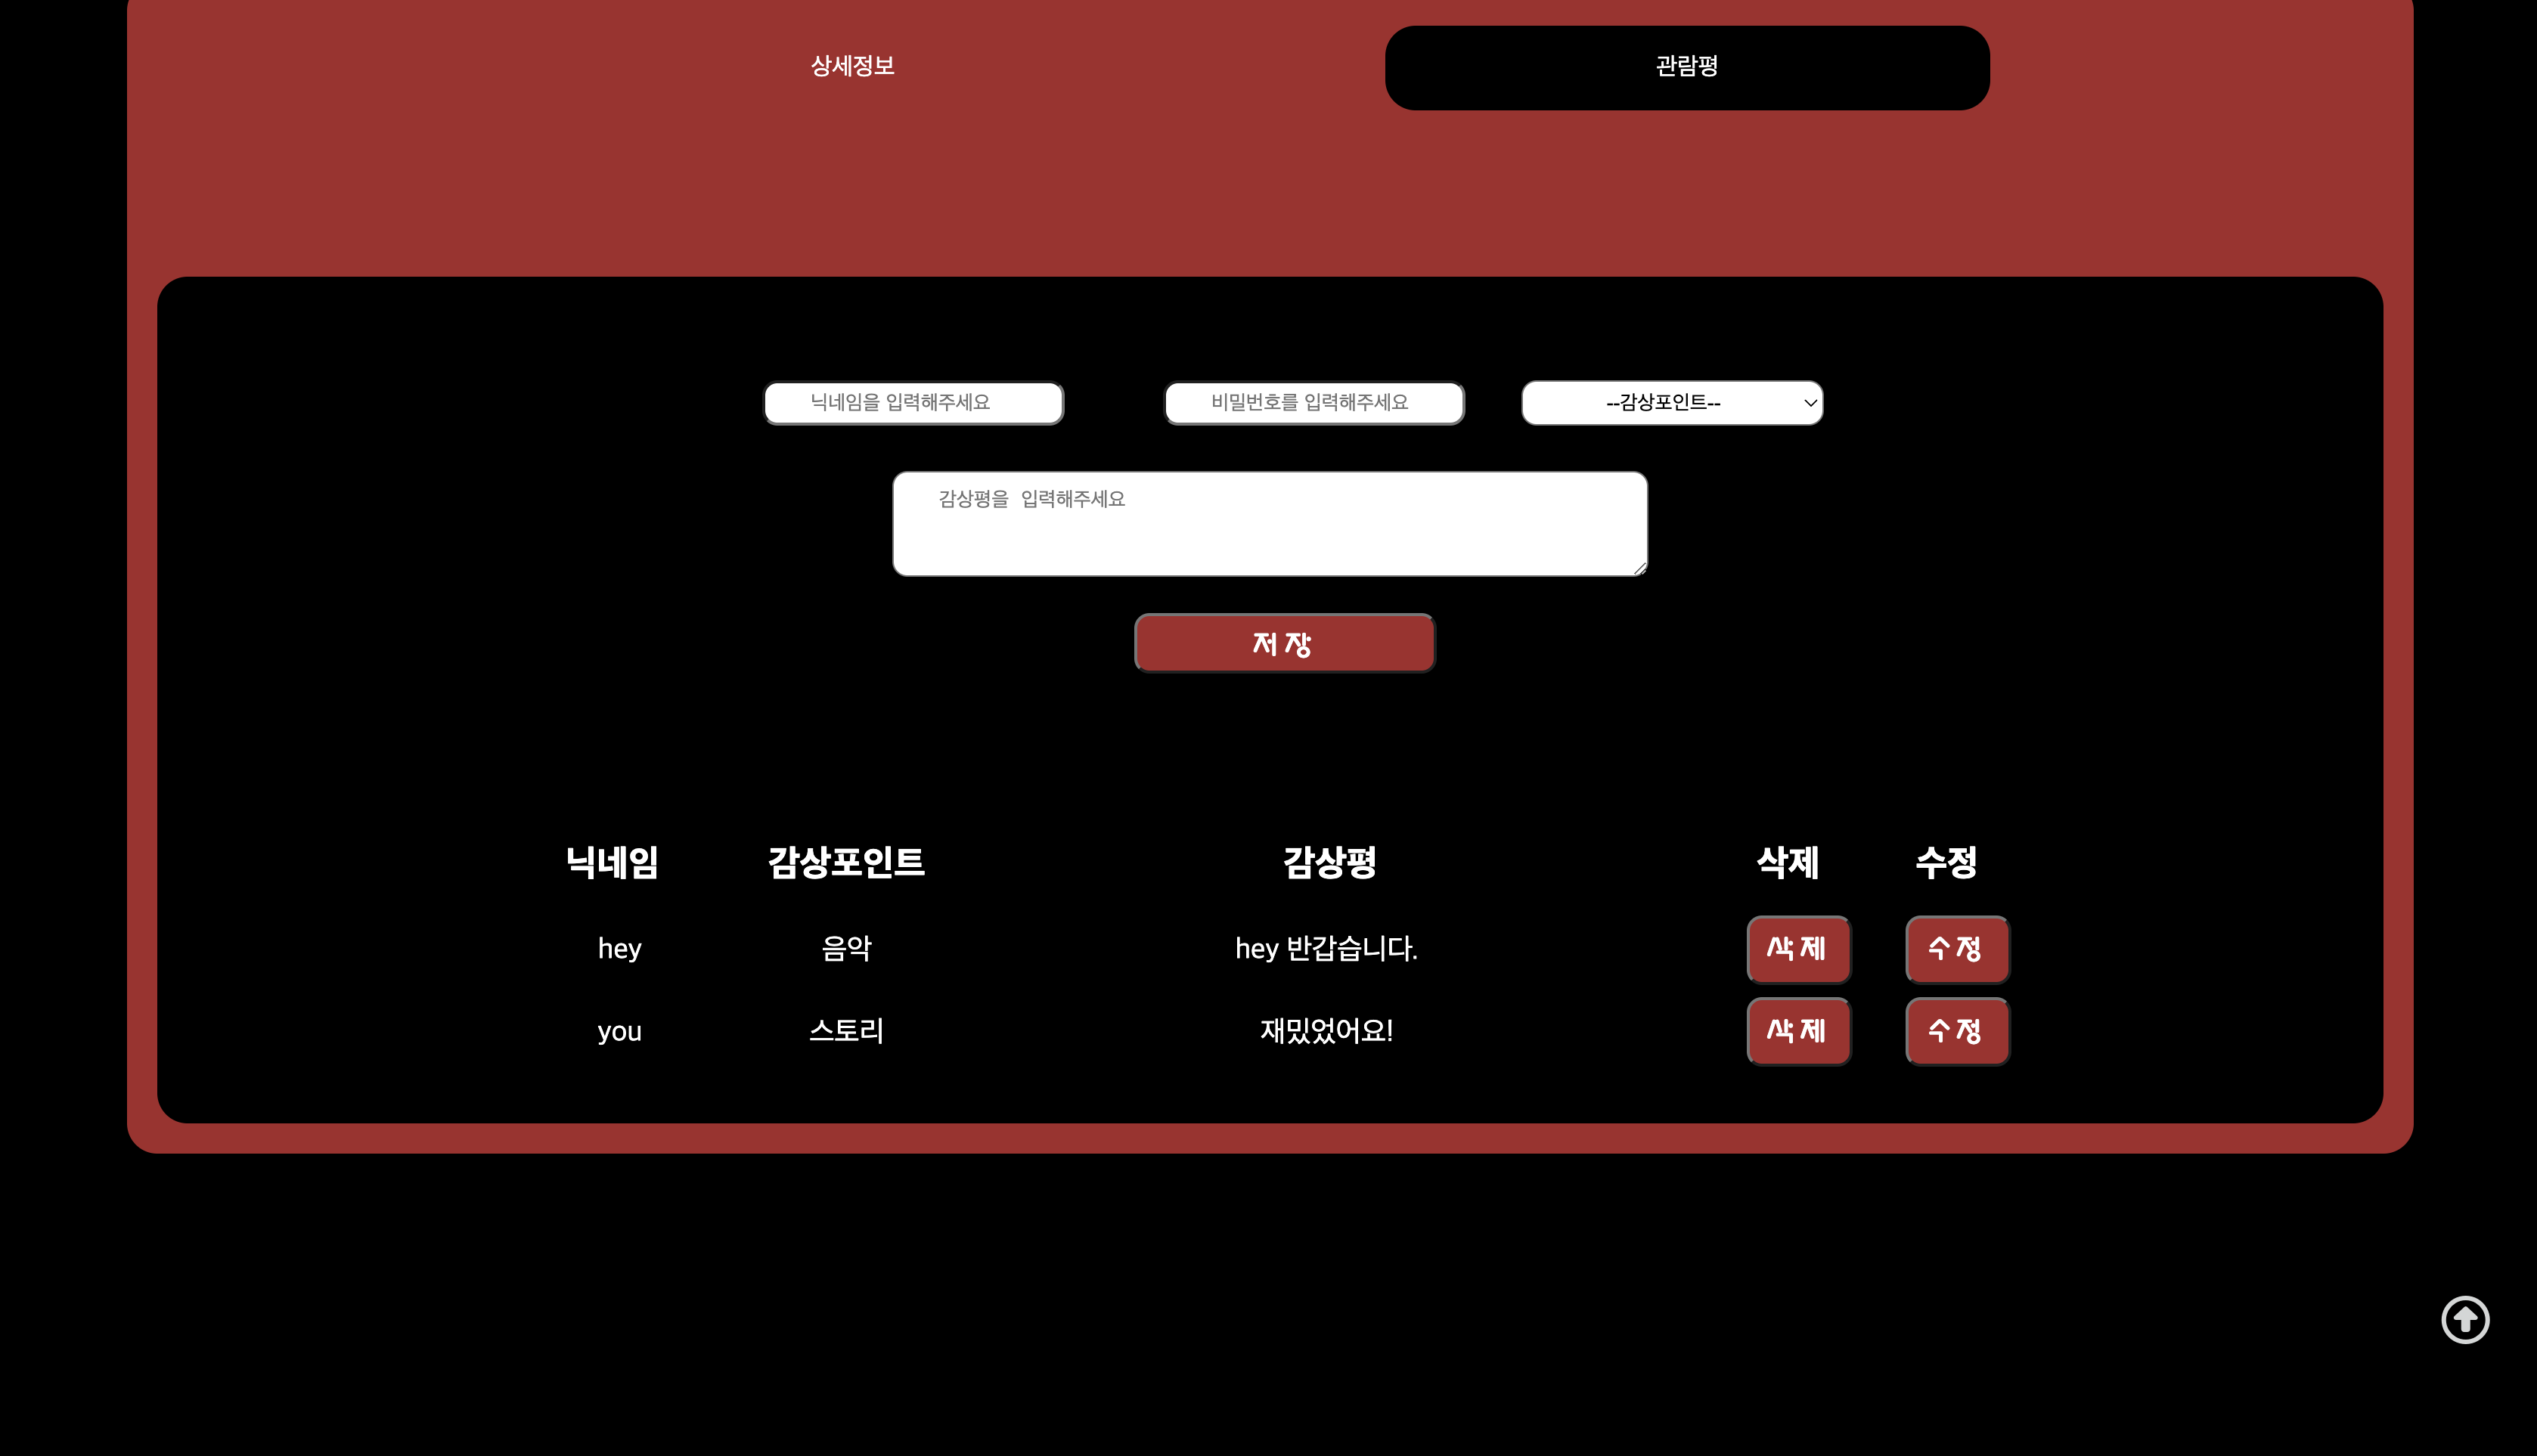 상세정보 관람평
닉네임을 입력해주세요 비밀번호를 입력해주세요 --감상포인트--
감상평을 입력해주세요
저장
닉네임 감상포인트 감상평 삭제 수정
hey 음악 hey 반갑습니다. 삭제 수정
you 스토리 재밌었어요! 삭제 수정